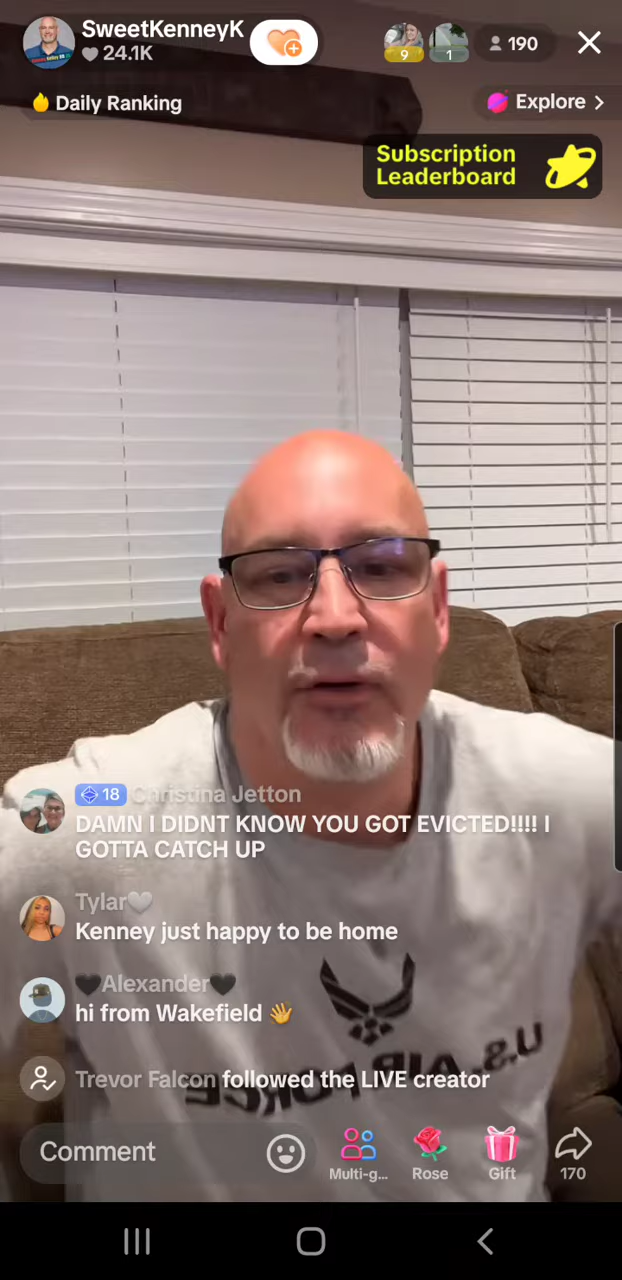 SweetKenneyK
24.1K
9
1
190
Daily Ranking
Explore >
Subscription
Leaderboard
18 Christina Jetton
DAMN I DIDNT KNOW YOU GOT EVICTED!!!! I
GOTTA CATCH UP
Tylar🤍
Kenney just happy to be home
🖤Alexander🖤
hi from Wakefield 👋
U.S. AIR FORCE
Trevor Falcon followed the LIVE creator
Comment
Multi-g...
Rose
Gift
170